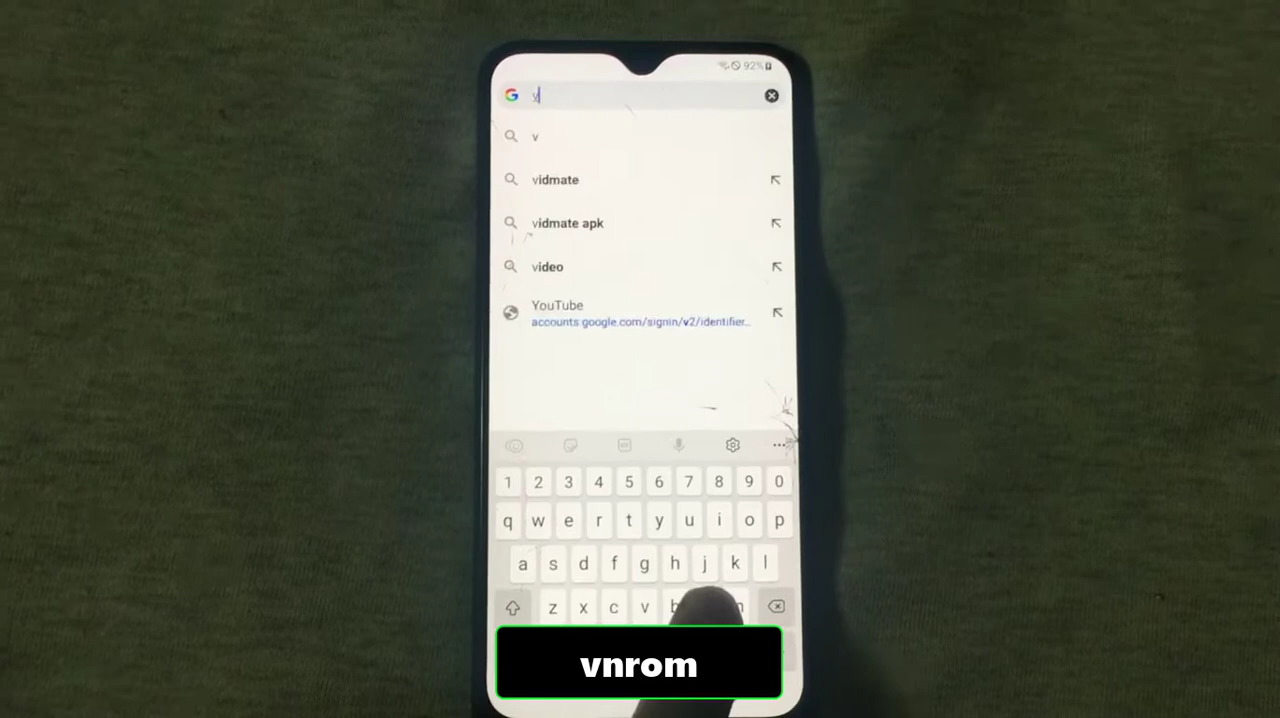 92%
v
v
vidmate
vidmate apk
video
YouTube
accounts.google.com/signin/v2/identifier...
1 2 3 4 5 6 7 8 9 0
q w e r t y u i o p
a s d f g h j k l
z x c v b
vnrom